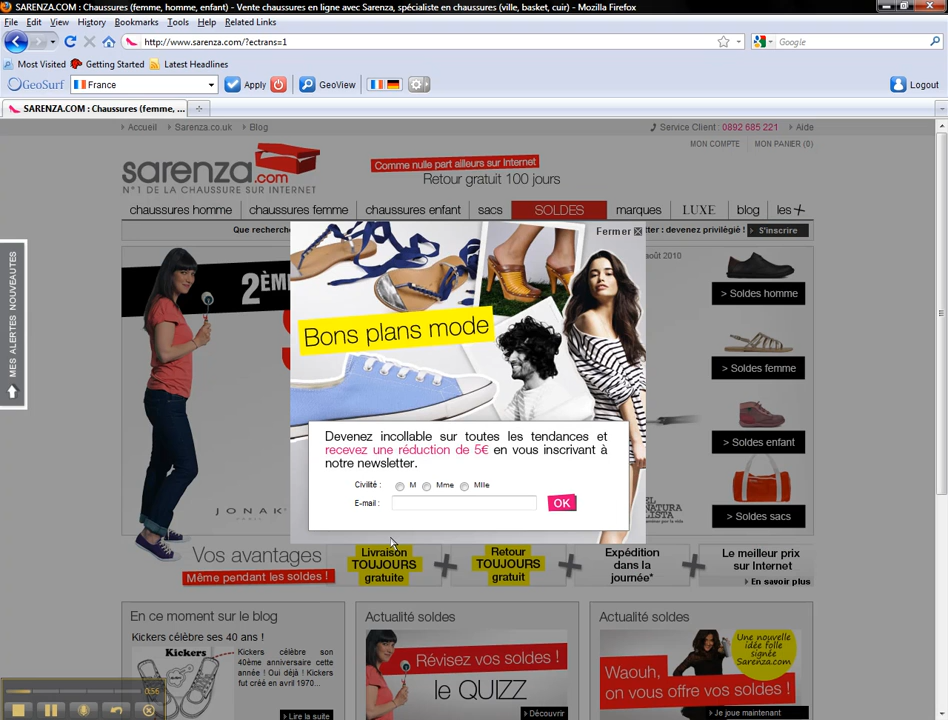 SARENZA.COM : Chaussures (femme, homme, enfant) - Vente chaussures en ligne avec Sarenza, spécialiste en chaussures (ville, basket, cuir) - Mozilla Firefox
File Edit View History Bookmarks Tools Help Related Links
http://www.sarenza.com/?ectrans=1
Google
Most Visited Getting Started Latest Headlines
GeoSurf France Apply GeoView Logout
SARENZA.COM : Chaussures (femme, ...
Accueil Sarenza.co.uk Blog
Service Client : 0892 685 221 Aide
MON COMPTE MON PANIER (0)
sarenza.com
N°1 DE LA CHAUSSURE SUR INTERNET
Comme nulle part ailleurs sur Internet
Retour gratuit 100 jours
chaussures homme chaussures femme chaussures enfant sacs SOLDES marques LUXE blog les+
Que recherche
tter : devenez privilégié ! S'inscrire
Fermer
août 2010
MES ALERTES NOUVEAUTES
2ÈM
Bons plans mode
> Soldes homme
> Soldes femme
> Soldes enfant
> Soldes sacs
Devenez incollable sur toutes les tendances et
recevez une réduction de 5€ en vous inscrivant à
notre newsletter.
Civilité : M Mme Mlle
E-mail : OK
JONAK
EL
NATURA
LISTA
Vos avantages
Même pendant les soldes !
Livraison
TOUJOURS
gratuite
Retour
TOUJOURS
gratuit
Expédition
dans la
journée*
Le meilleur prix
sur Internet
En savoir plus
En ce moment sur le blog
Kickers célèbre ses 40 ans !
Kickers
Kickers célèbre son
40ème anniversaire cette
année ! Oui déjà ! Kickers
fut créé en avril 1970...
Lire la suite
Actualité soldes
Révisez vos soldes !
le QUIZZ
Découvrir
Actualité soldes
Une nouvelle
idée folle
signée
Sarenza.com
Waouh,
on vous offre vos soldes !
Je joue maintenant
0:56